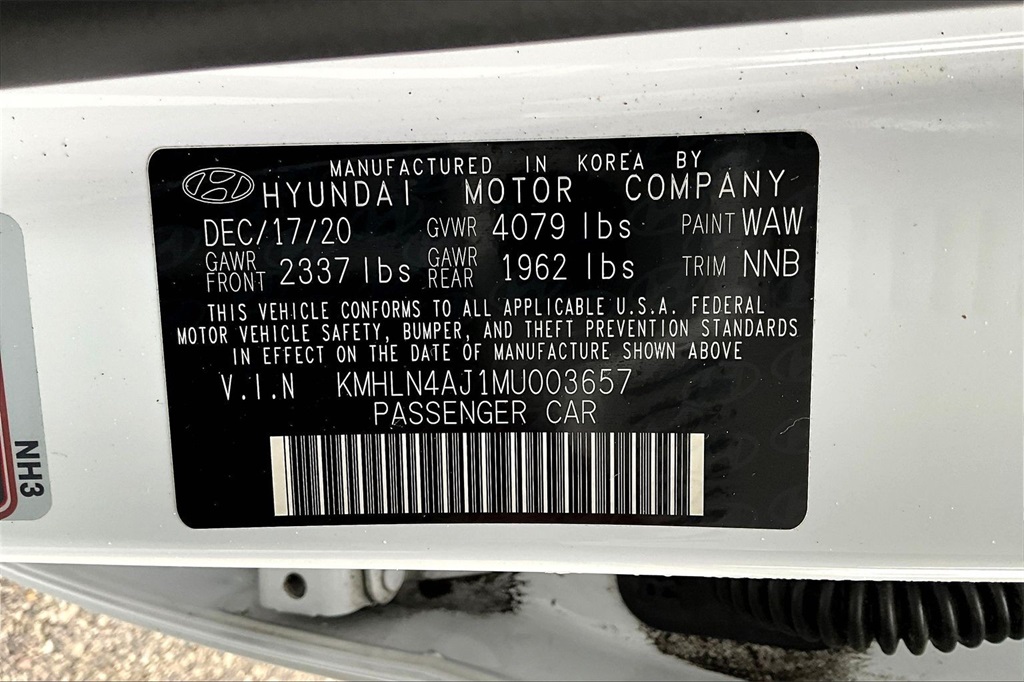 MANUFACTURED IN KOREA BY
HYUNDAI MOTOR COMPANY
DEC/17/20 GVWR 4079 lbs PAINT WAW
GAWR FRONT 2337 lbs GAWR REAR 1962 lbs TRIM NNB
THIS VEHICLE CONFORMS TO ALL APPLICABLE U.S.A. FEDERAL
MOTOR VEHICLE SAFETY, BUMPER, AND THEFT PREVENTION STANDARDS
IN EFFECT ON THE DATE OF MANUFACTURE SHOWN ABOVE
V.I.N KMHLN4AJ1MU003657
PASSENGER CAR
NH3